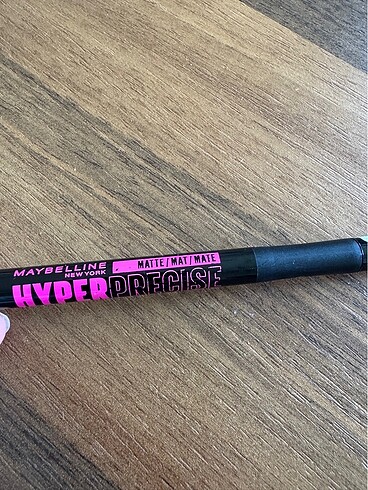 MAYBELLINE
NEW YORK
MATTE/MAT/MATE
HYPERPRECISE